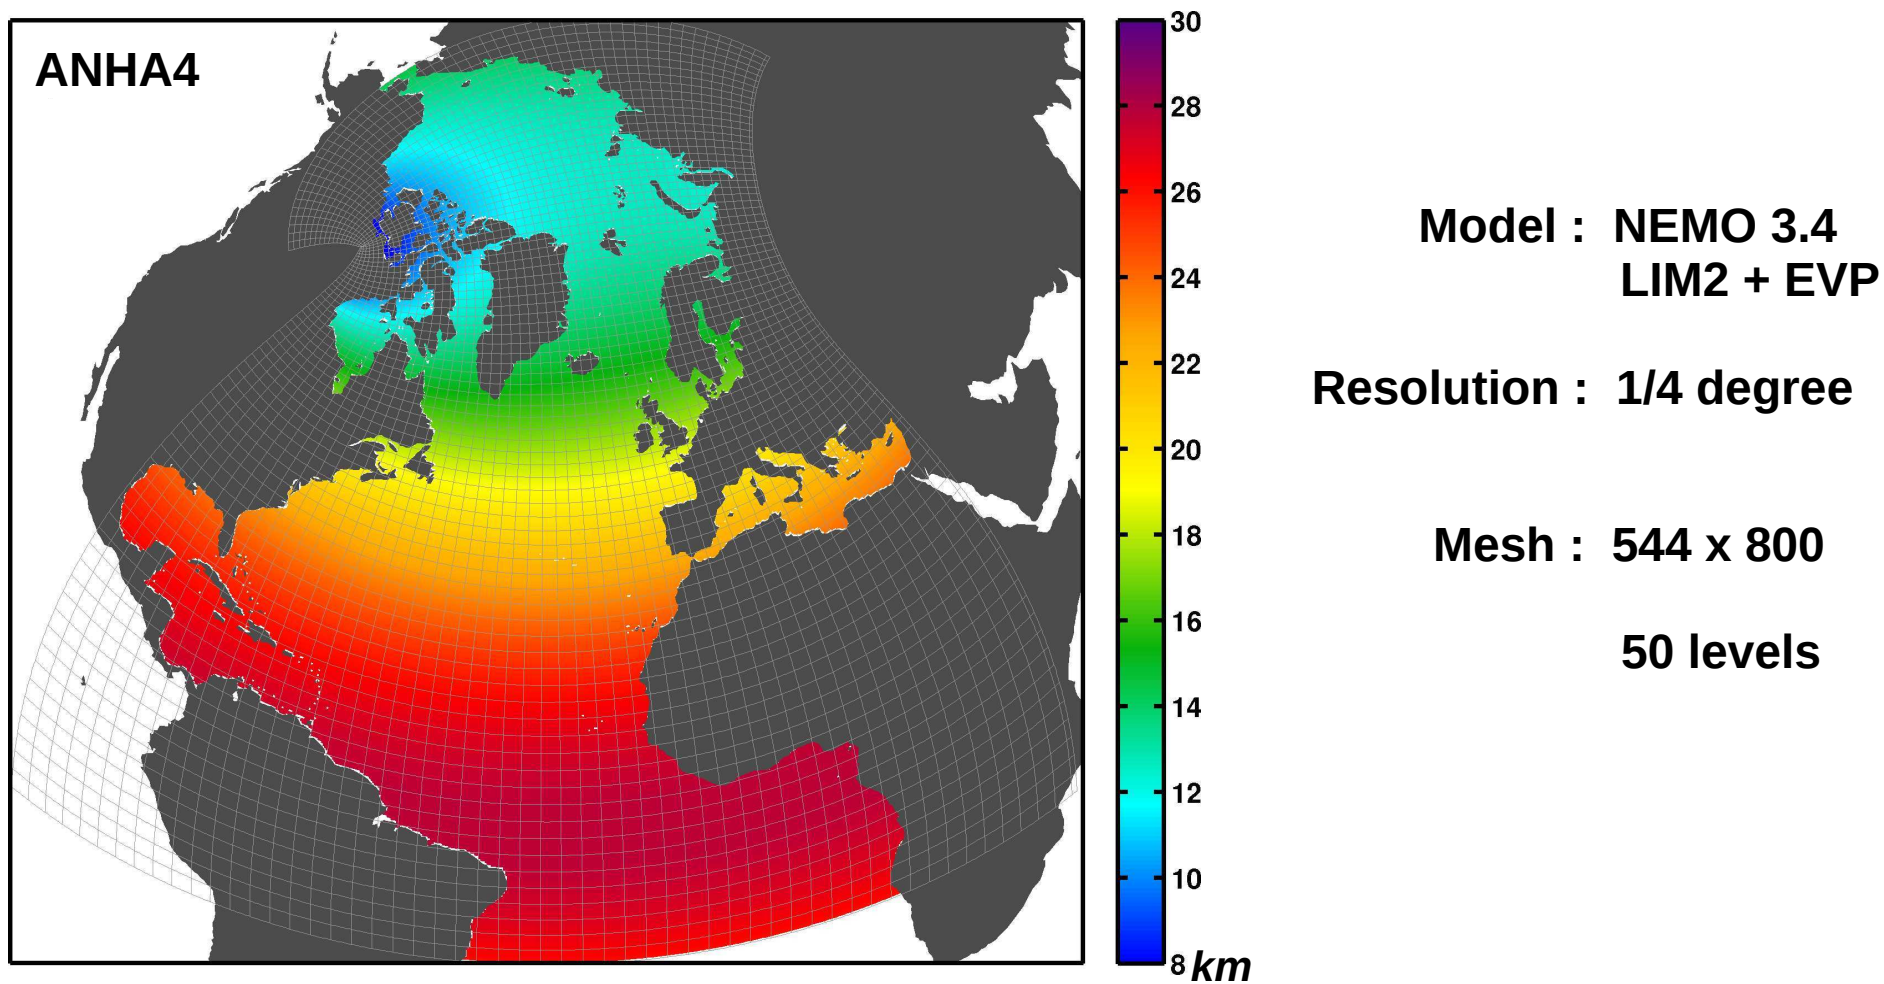 ANHA4
30
28
26
24
22
20
18
16
14
12
10
8 km
Model : NEMO 3.4
LIM2 + EVP
Resolution : 1/4 degree
Mesh : 544 x 800
50 levels